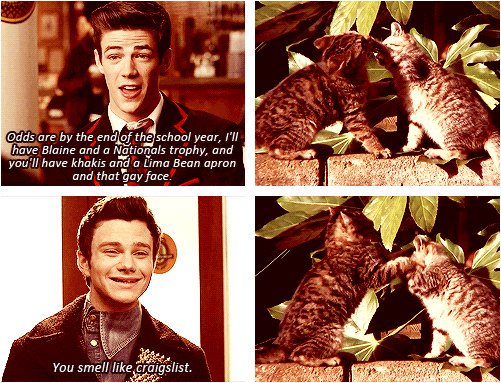 Odds are by the end of the school year, I'll
have Blaine and a Nationals trophy, and
you'll have khakis and a Lima Bean apron
and that gay face.
You smell like craigslist.